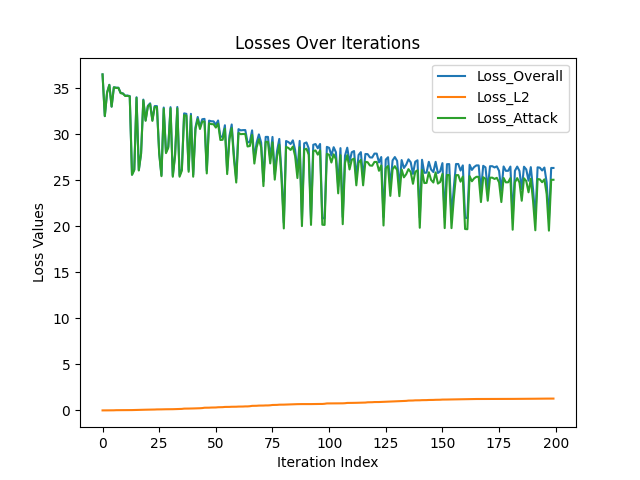 Losses Over Iterations
Loss_Overall
Loss_L2
Loss_Attack
Loss Values
35
30
25
20
15
10
5
0
0 25 50 75 100 125 150 175 200
Iteration Index